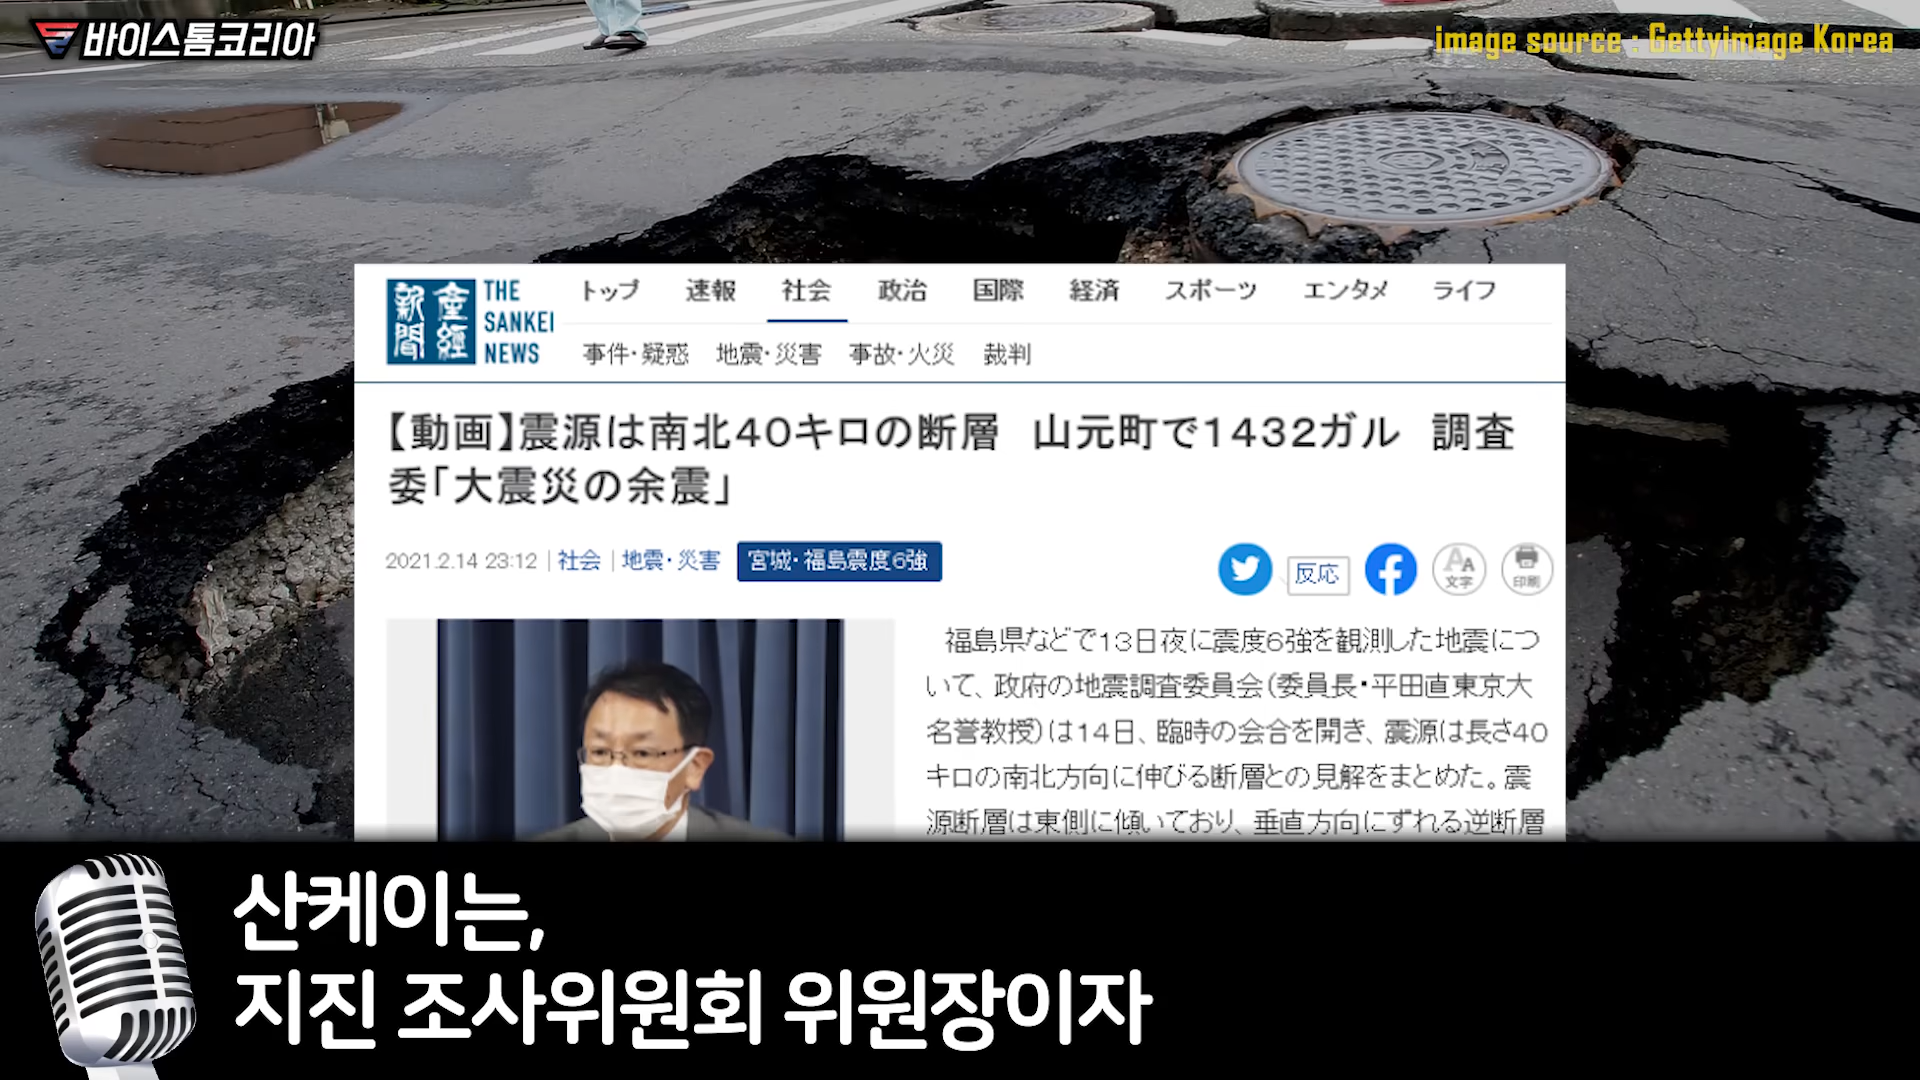 바이스톰코리아
image source : Gettyimage Korea
産經新聞
THE SANKEI NEWS
トップ 速報 社会 政治 国際 経済 スポーツ エンタメ ライフ
事件・疑惑 地震・災害 事故・火災 裁判
【動画】震源は南北40キロの断層 山元町で1432ガル 調査
委「大震災の余震」
2021.2.14 23:12 | 社会 | 地震・災害 宮城・福島震度6強
反応
文字
印刷
福島県などで13日夜に震度6強を観測した地震につ
いて、政府の地震調査委員会（委員長・平田直東京大
名誉教授）は14日、臨時の会合を開き、震源は長さ40
キロの南北方向に伸びる断層との見解をまとめた。震
源断層は東側に傾いており、垂直方向にずれる逆断層
산케이는,
지진 조사위원회 위원장이자